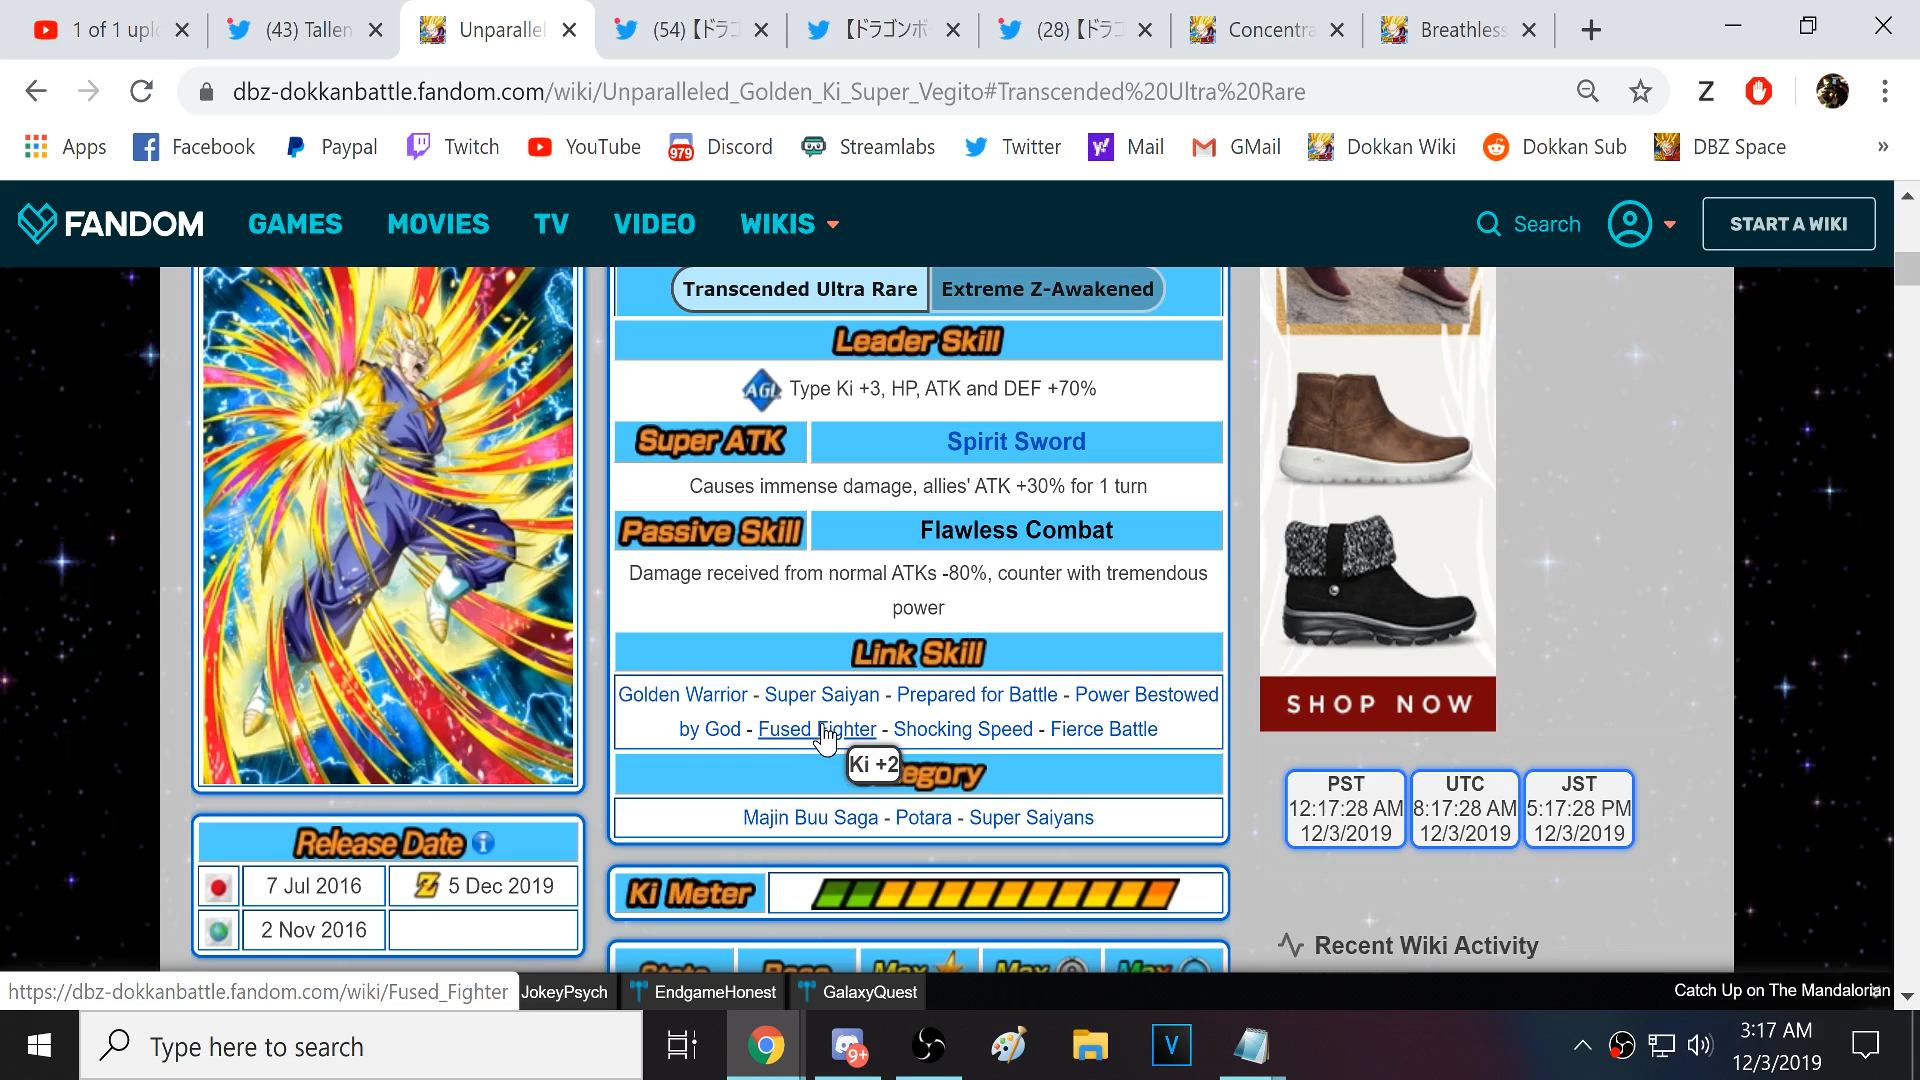 1 of 1 uplo
(43) Tallen
Unparallel
(54)【ドラゴ
【ドラゴンボ
(28)【ドラゴ
Concentra
Breathless
dbz-dokkanbattle.fandom.com/wiki/Unparalleled_Golden_Ki_Super_Vegito#Transcended%20Ultra%20Rare
Z
Apps Facebook Paypal Twitch YouTube 979 Discord Streamlabs Twitter Mail GMail Dokkan Wiki Dokkan Sub DBZ Space »
FANDOM GAMES MOVIES TV VIDEO WIKIS Search START A WIKI
Transcended Ultra Rare Extreme Z-Awakened
Leader Skill
AGL Type Ki +3, HP, ATK and DEF +70%
Super ATK Spirit Sword
Causes immense damage, allies' ATK +30% for 1 turn
Passive Skill Flawless Combat
Damage received from normal ATKs -80%, counter with tremendous
power
Link Skill
Golden Warrior - Super Saiyan - Prepared for Battle - Power Bestowed
by God - Fused Fighter - Shocking Speed - Fierce Battle
Ki +2
egory
Majin Buu Saga - Potara - Super Saiyans
Release Date
7 Jul 2016 Z 5 Dec 2019
2 Nov 2016
Ki Meter
SHOP NOW
PST UTC JST
12:17:28 AM 8:17:28 AM 5:17:28 PM
12/3/2019 12/3/2019 12/3/2019
Recent Wiki Activity
https://dbz-dokkanbattle.fandom.com/wiki/Fused_Fighter
JokeyPsych EndgameHonest GalaxyQuest
Catch Up on The Mandalorian
Type here to search
9+
V
3:17 AM
12/3/2019